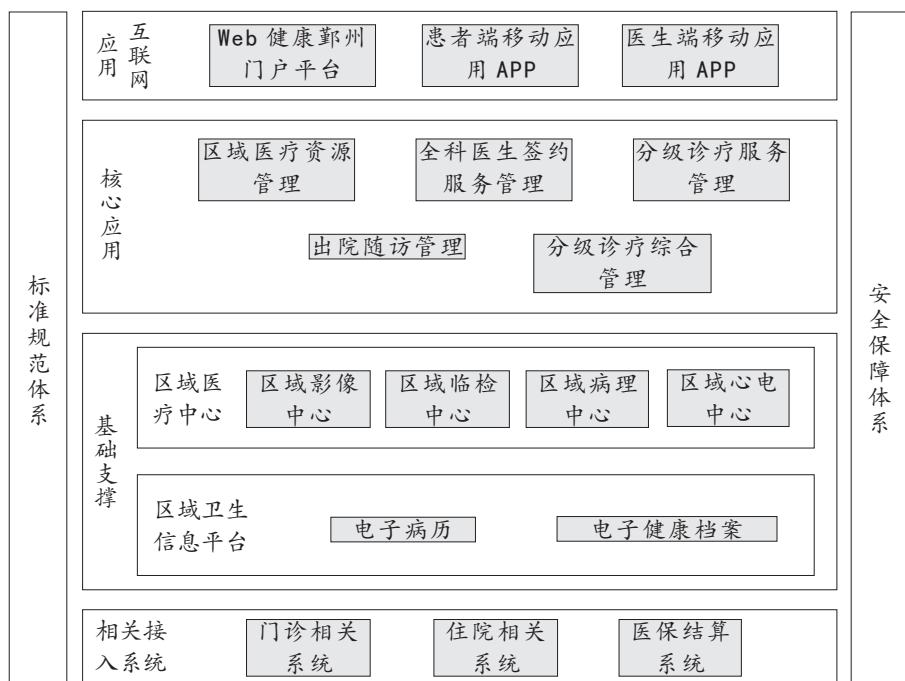 标准规范体系
互联网
应用
Web 健康鄞州
门户平台
患者端移动应
用 APP
医生端移动应
用 APP
核心应用
区域医疗资源
管理
全科医生签约
服务管理
分级诊疗服务
管理
出院随访管理
分级诊疗综合
管理
基础支撑
区域医
疗中心
区域影像
中心
区域临检
中心
区域病理
中心
区域心电
中心
区域卫生
信息平台
电子病历
电子健康档案
相关接
入系统
门诊相关
系统
住院相关
系统
医保结算
系统
安全保障体系